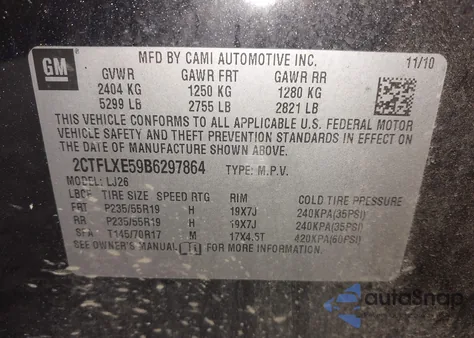 GM
MFD BY CAMI AUTOMOTIVE INC. 11/10
GVWR GAWR FRT GAWR RR
2404 KG 1250 KG 1280 KG
5299 LB 2755 LB 2821 LB
THIS VEHICLE CONFORMS TO ALL APPLICABLE U.S. FEDERAL MOTOR
VEHICLE SAFETY AND THEFT PREVENTION STANDARDS IN EFFECT ON
THE DATE OF MANUFACTURE SHOWN ABOVE.
2CTFLXE59B6297864 TYPE: M.P.V.
MODEL: LJ26
TIRE SIZE SPEED RTG RIM COLD TIRE PRESSURE
FRT P235/55R19 H 19X7J 240KPA(35PSI)
RR P235/55R19 H 19X7J 240KPA(35PSI)
SPA T145/70R17 M 17X4.5T 420KPA(60PSI)
SEE OWNER'S MANUAL
autosnap